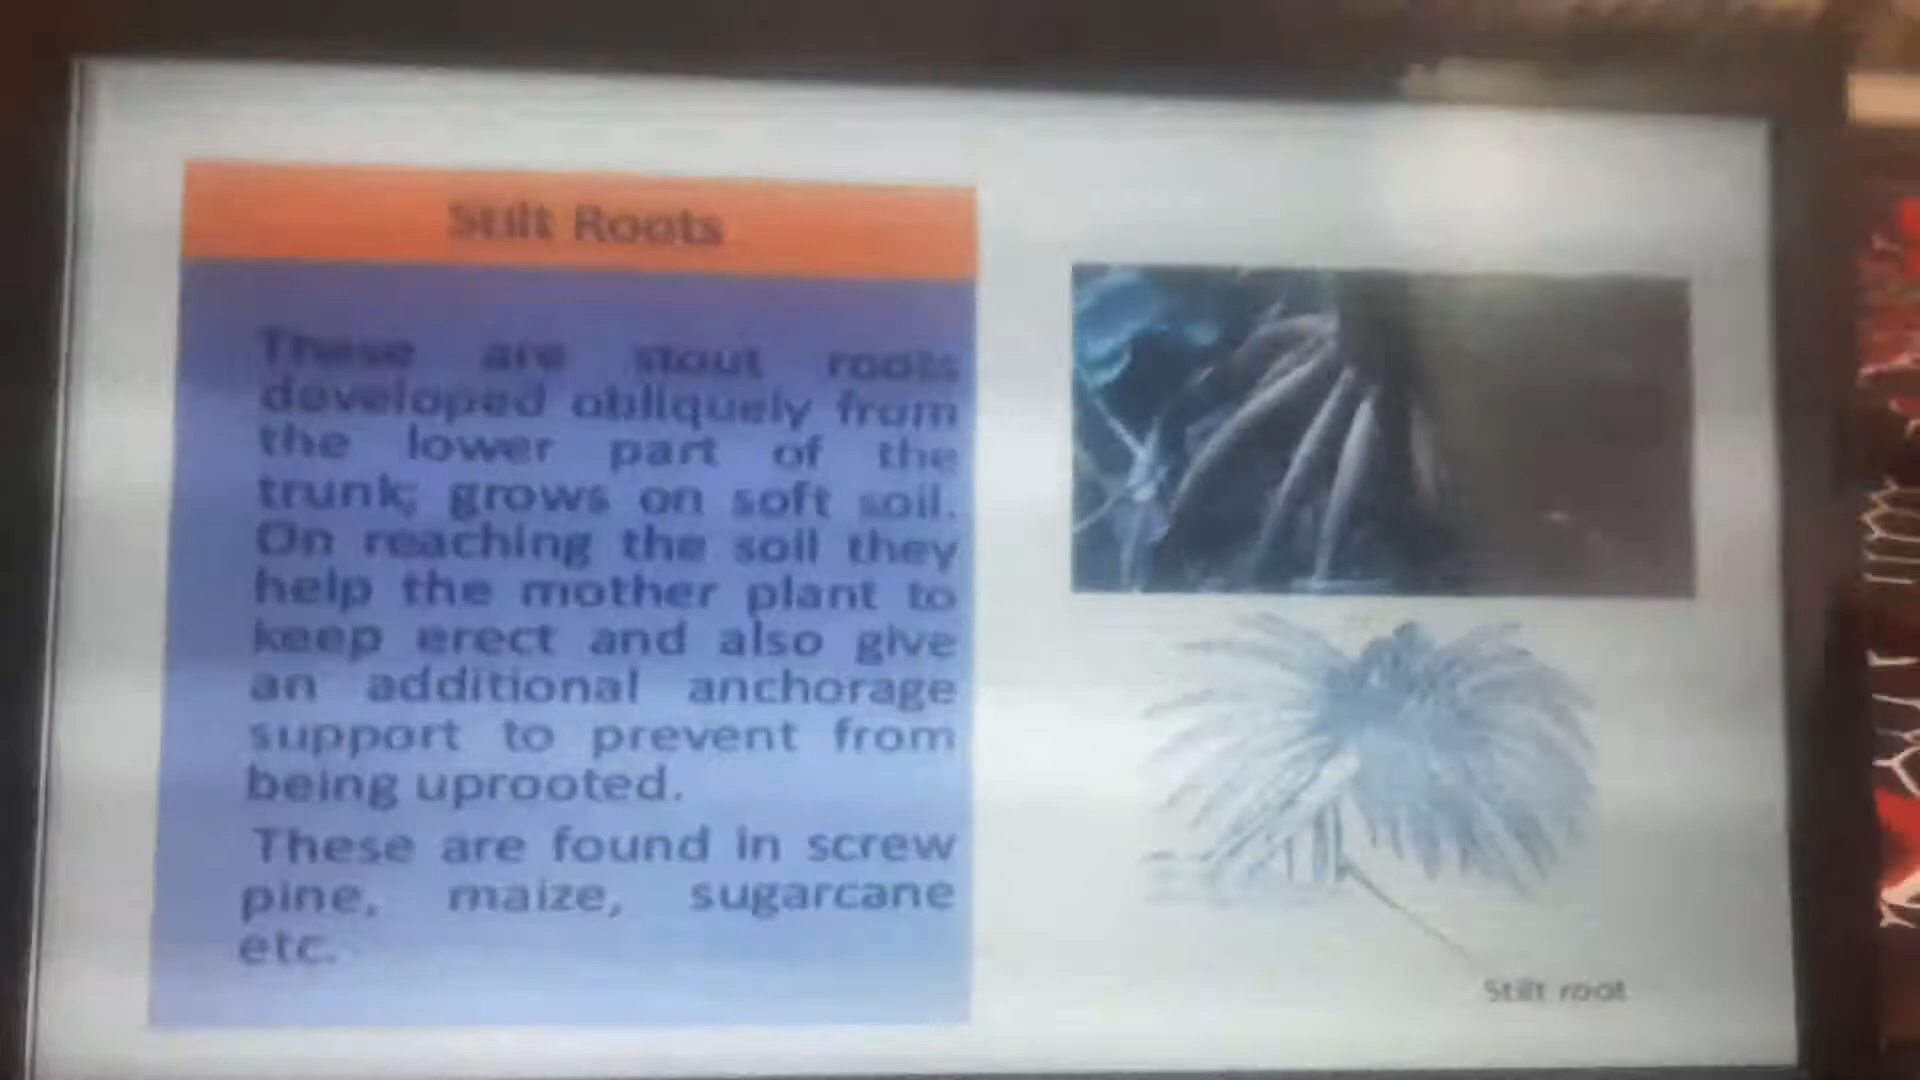 Stilt Roots
These are stout roots
developed obliquely from
the lower part of the
trunk; grows on soft soil.
On reaching the soil they
help the mother plant to
keep erect and also give
an additional anchorage
support to prevent from
being uprooted.
These are found in screw
pine, maize, sugarcane
etc.
Stilt root